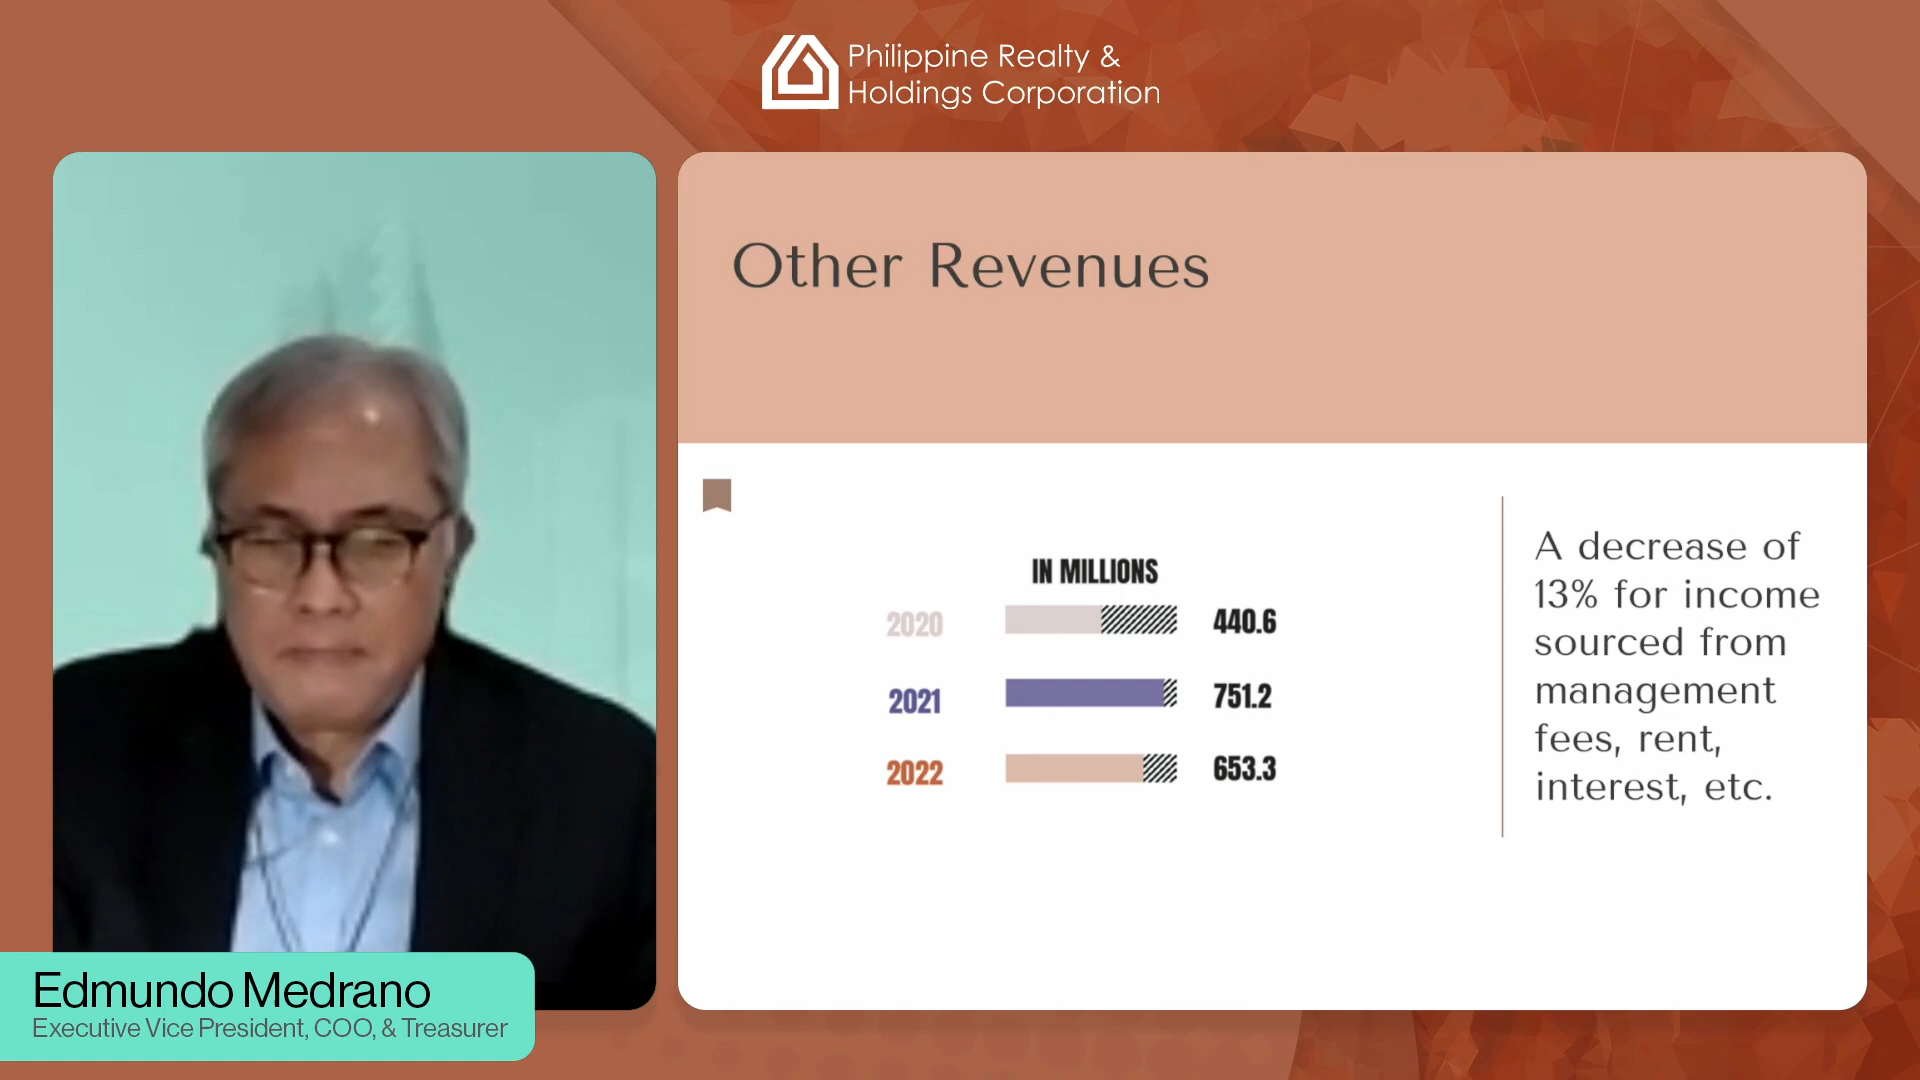 Philippine Realty &
Holdings Corporation
Other Revenues
IN MILLIONS
2020 440.6
2021 751.2
2022 653.3
A decrease of
13% for income
sourced from
management
fees, rent,
interest, etc.
Edmundo Medrano
Executive Vice President, COO, & Treasurer